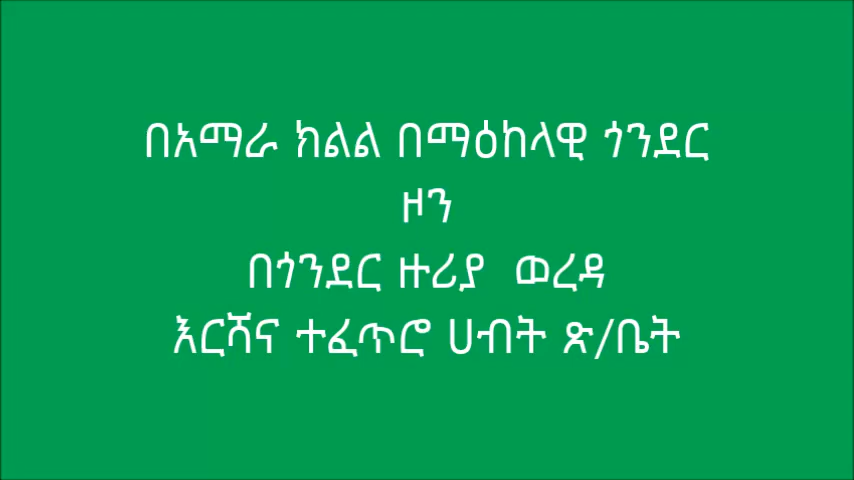 በአማራ ክልል በማዕከላዊ ጎንደር
ዞን
በጎንደር ዙሪያ ወረዳ
እርሻና ተፈጥሮ ሀብት ጽ/ቤት